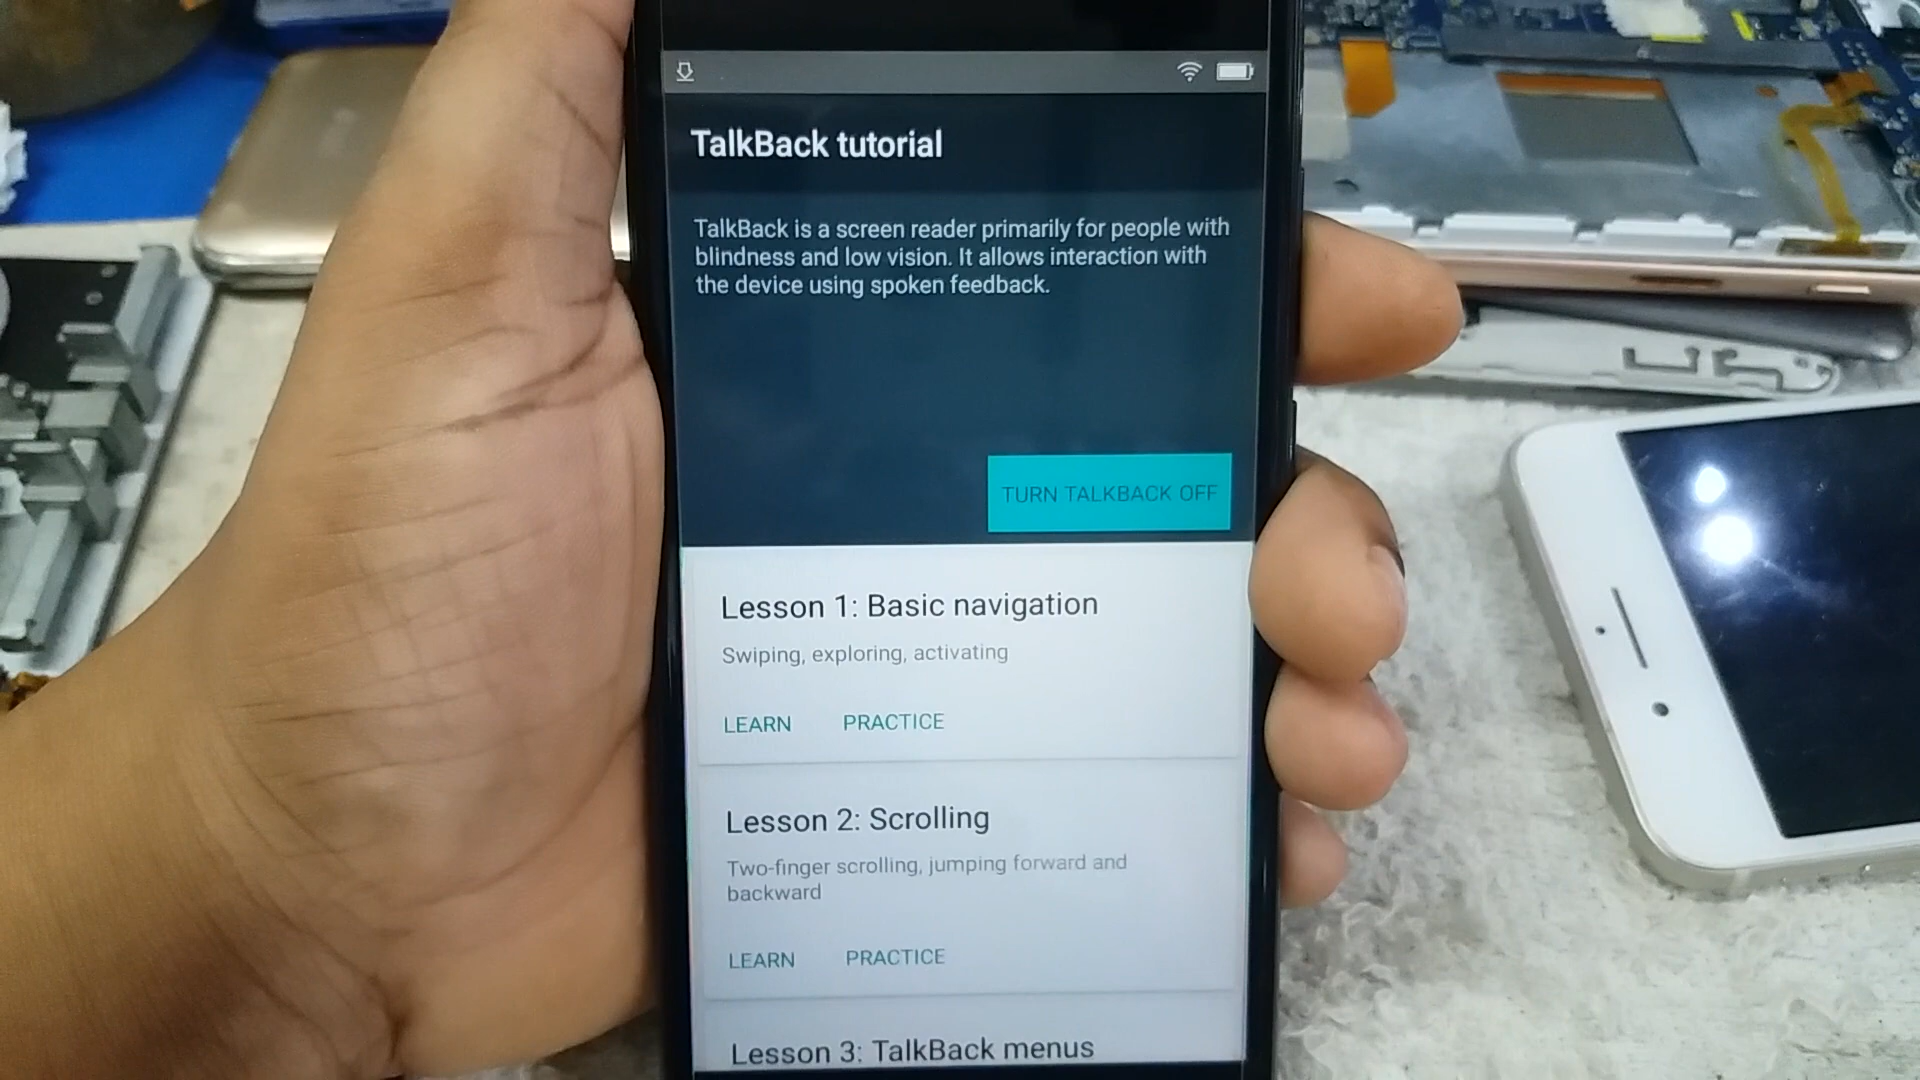 TalkBack tutorial
TalkBack is a screen reader primarily for people with
blindness and low vision. It allows interaction with
the device using spoken feedback.
TURN TALKBACK OFF
Lesson 1: Basic navigation
Swiping, exploring, activating
LEARN PRACTICE
Lesson 2: Scrolling
Two-finger scrolling, jumping forward and
backward
LEARN PRACTICE
Lesson 3: TalkBack menus